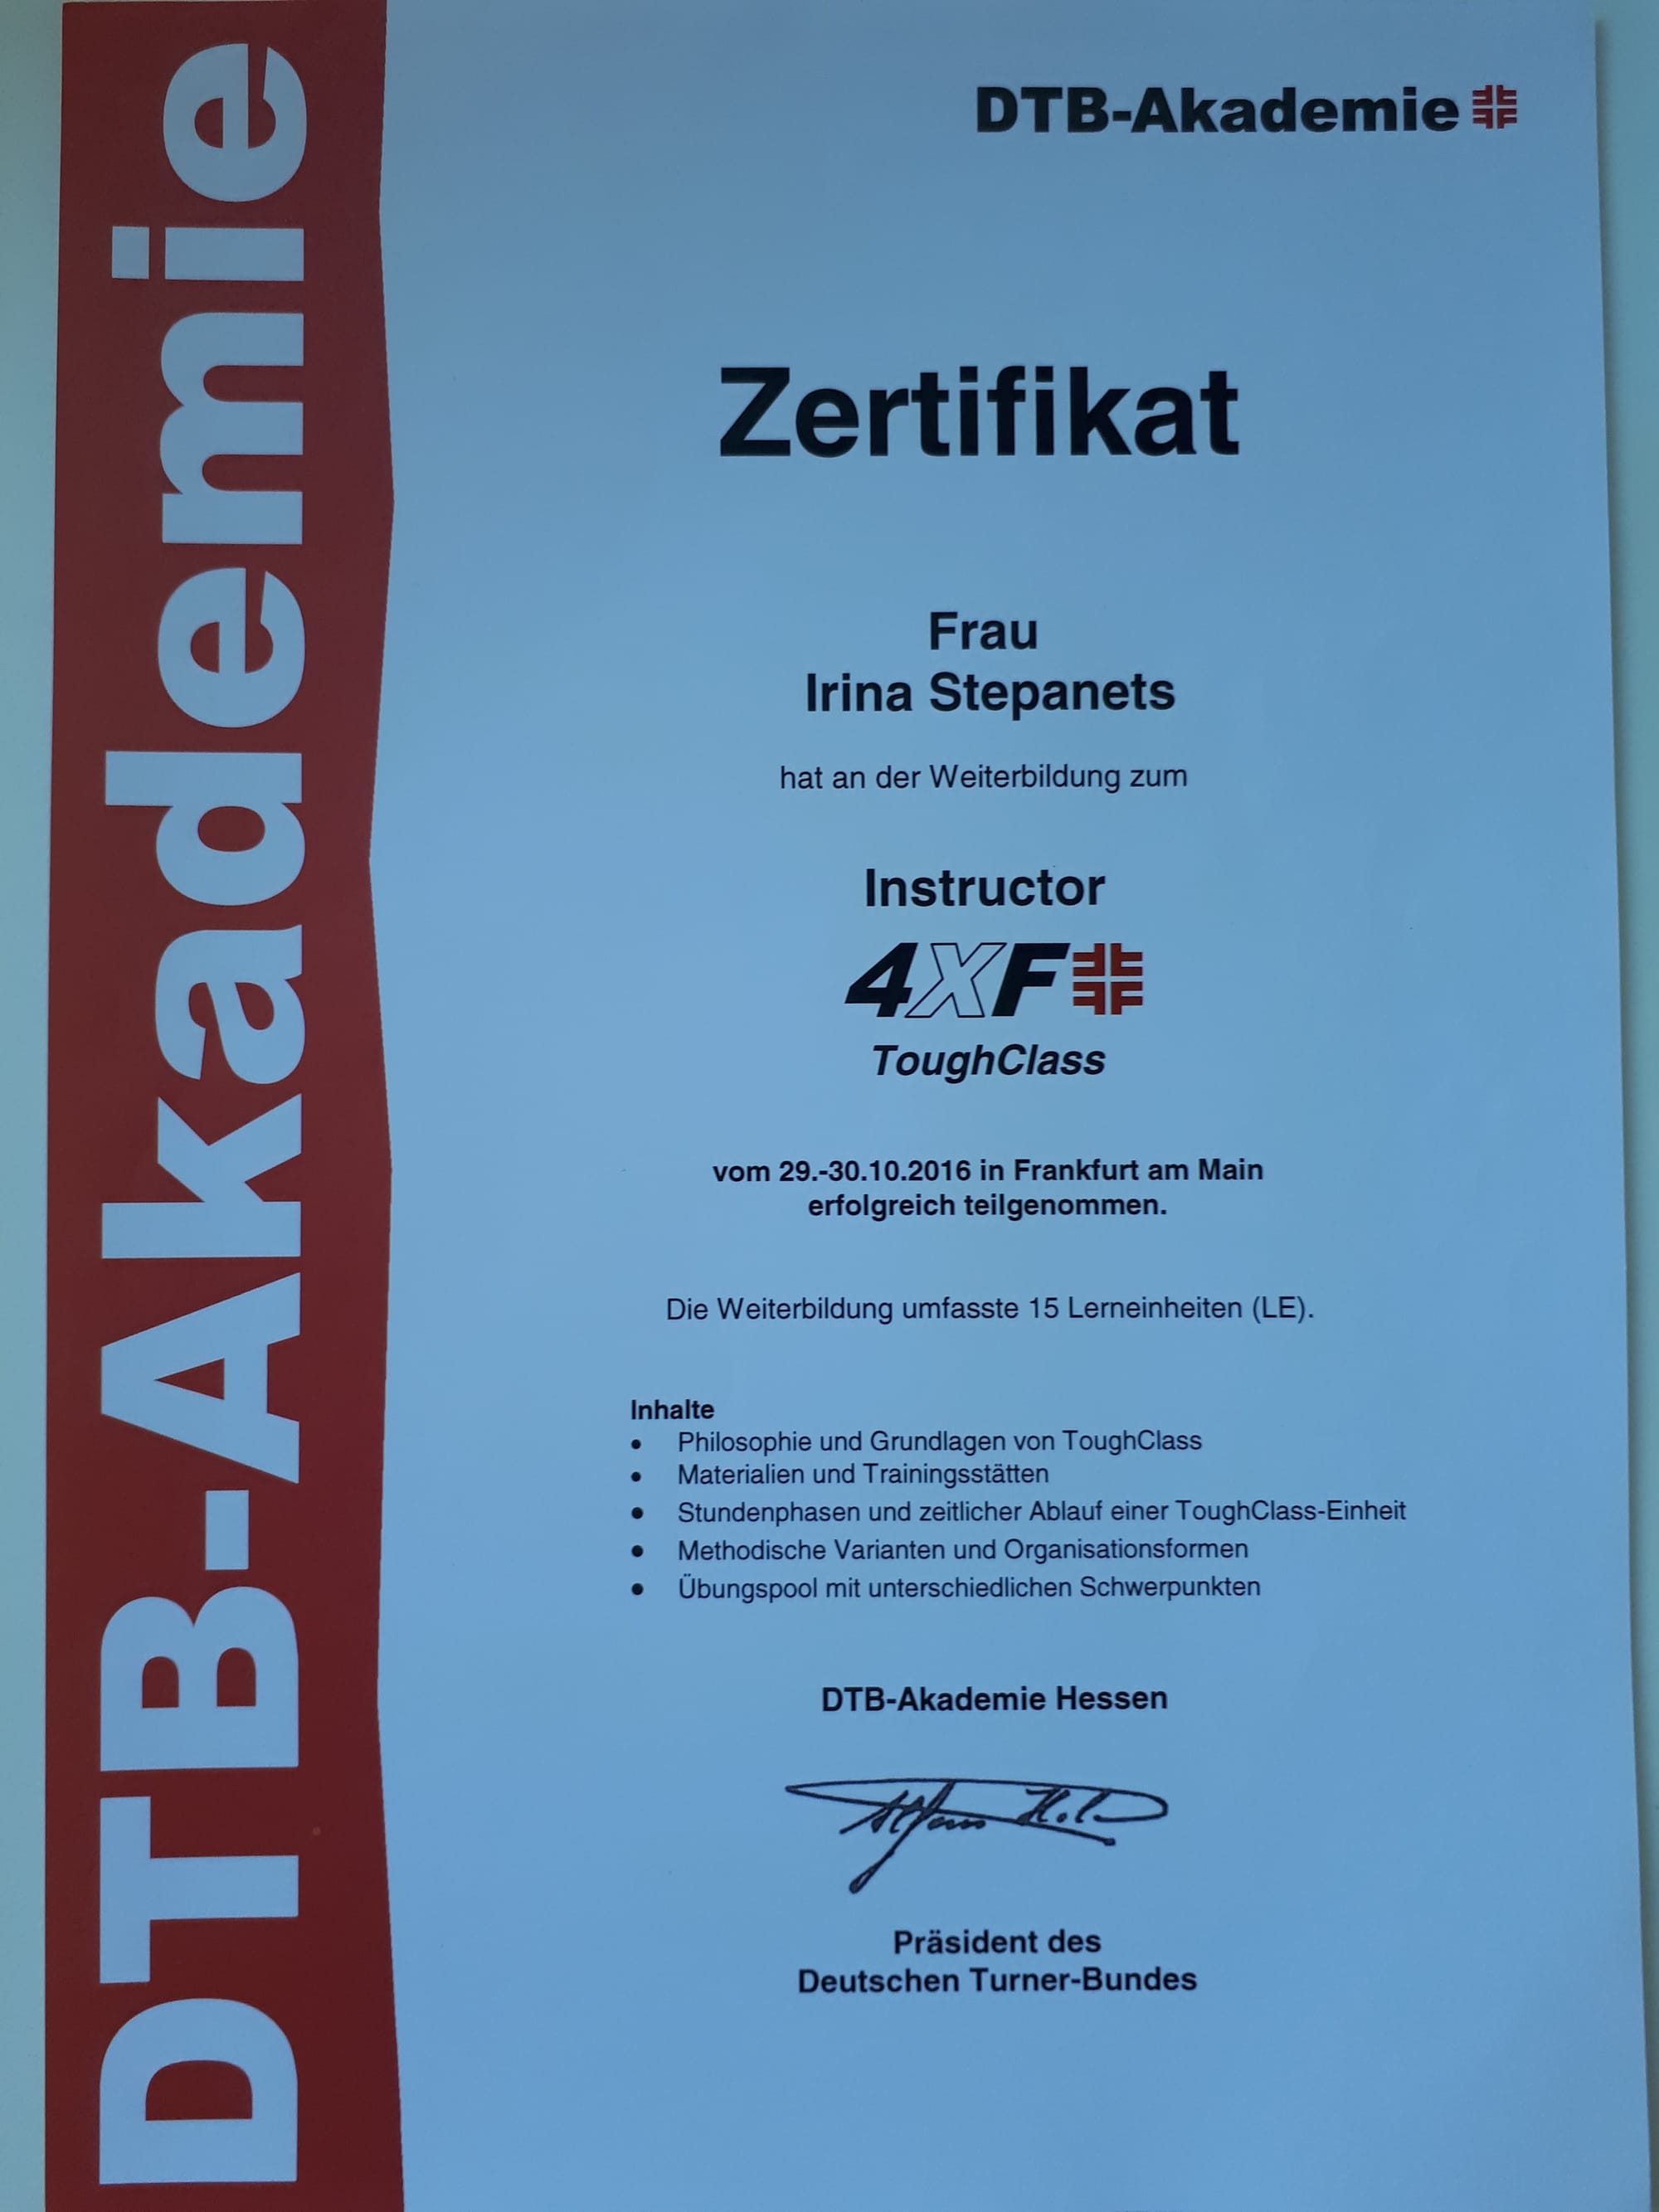 DTB-Akademie
DTB-Akademie
Zertifikat
Frau
Irina Stepanets
hat an der Weiterbildung zum
Instructor
4XF
ToughClass
vom 29.-30.10.2016 in Frankfurt am Main
erfolgreich teilgenommen.
Die Weiterbildung umfasste 15 Lerneinheiten (LE).
Inhalte
• Philosophie und Grundlagen von ToughClass
• Materialien und Trainingsstätten
• Stundenphasen und zeitlicher Ablauf einer ToughClass-Einheit
• Methodische Varianten und Organisationsformen
• Übungspool mit unterschiedlichen Schwerpunkten
DTB-Akademie Hessen
Präsident des
Deutschen Turner-Bundes